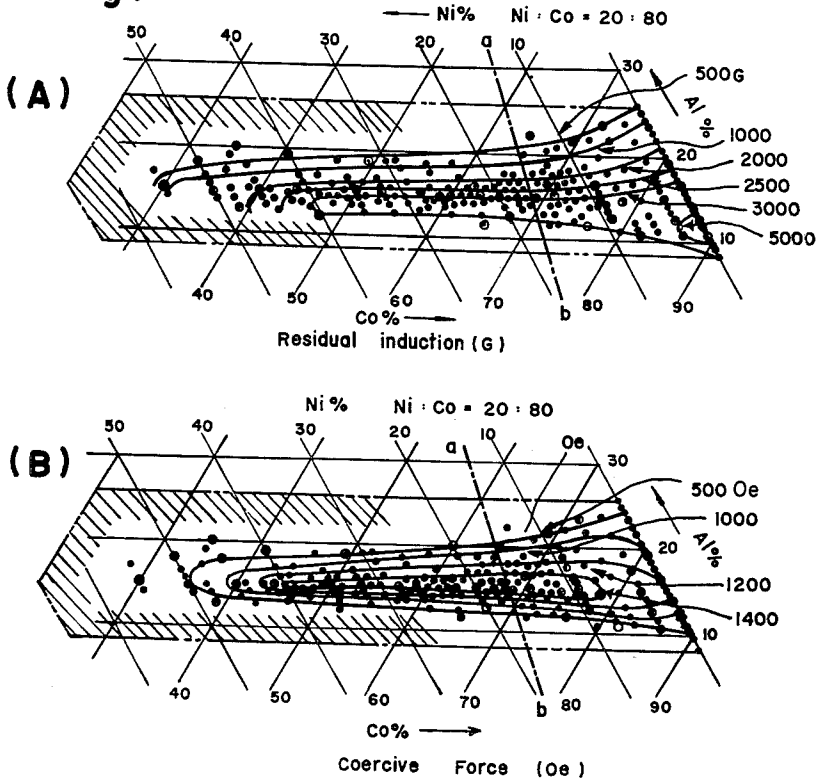 Ni% Ni : Co = 20 : 80
50 40 30 20 a 10
30
500G
(A)
Al %
1000
20
2000
2500
3000
10
5000
40 50 60 70 b 80 90
Co%
Residual induction (G)
Ni% Ni : Co = 20 : 80
50 40 30 20 a 10 Oe
30
(B)
500 Oe
1000
Al%
20
1200
1400
10
40 50 60 70 b 80 90
Co%
Coercive Force (Oe)